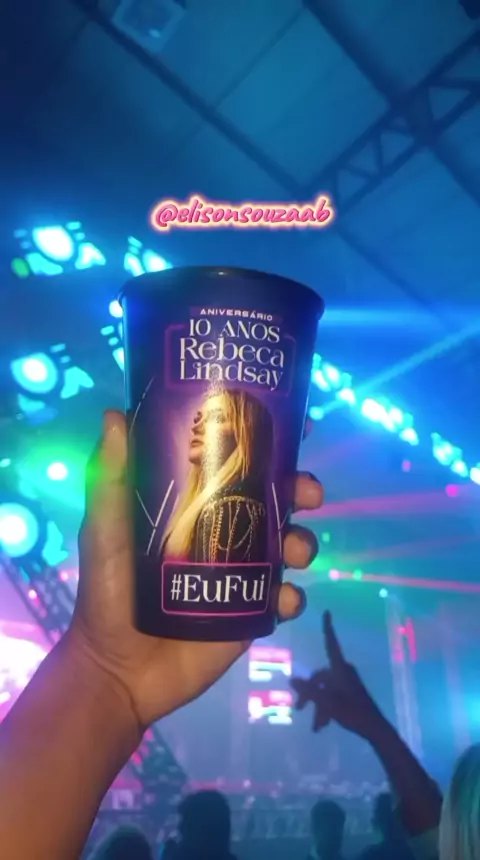 @elisonsouzaab
ANIVERSÁRIO
10 ANOS
Rebeca
Lindsay
#EuFui